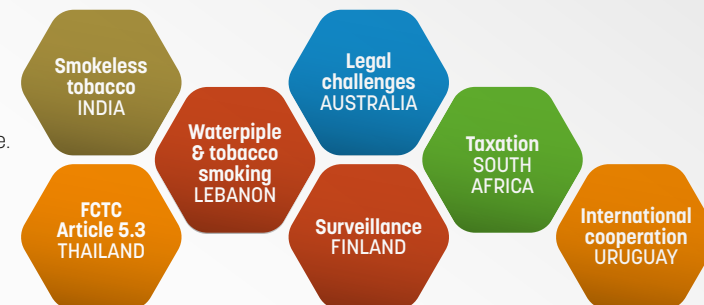 Smokeless
tobacco
INDIA
Legal
challenges
AUSTRALIA
Waterpiple
& tobacco
smoking
LEBANON
Taxation
SOUTH
AFRICA
e.
FCTC
Article 5.3
THAILAND
Surveillance
FINLAND
International
cooperation
URUGUAY